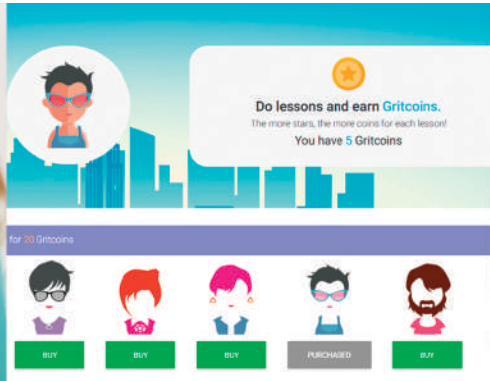 Do lessons and earn Gritcoins.
The more stars, the more coins for each lesson!
You have 5 Gritcoins
for 20 Gritcoins
BUY
BUY
BUY
PURCHASED
BUY